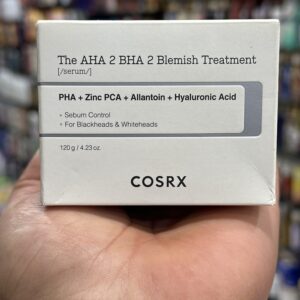 The AHA 2 BHA 2 Blemish Treatment
[/serum/]
PHA + Zinc PCA + Allantoin + Hyaluronic Acid
• Sebum Control
• For Blackheads & Whiteheads
120 g / 4.23 oz.
COSRX